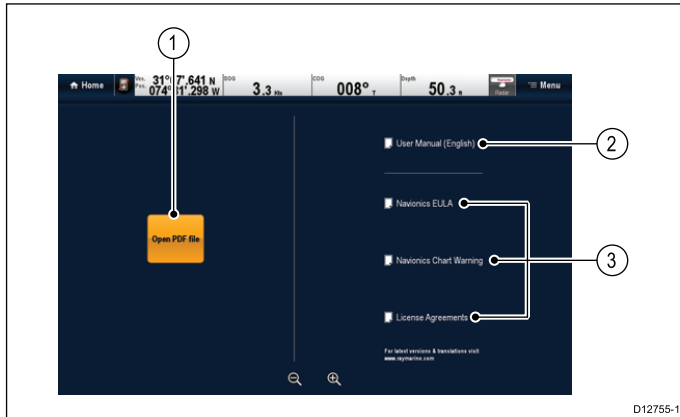 1
Home
Ves. Pos.
31° 7'.641 N
074° 1'.298 W
SOG
3.3 Kts
COG
008° T
Depth
50.3 ft
Radar
Menu
Open PDF file
User Manual (English)
2
Navionics EULA
Navionics Chart Warning
3
License Agreements
For latest versions & translations visit
www.raymarine.com
D12755-1